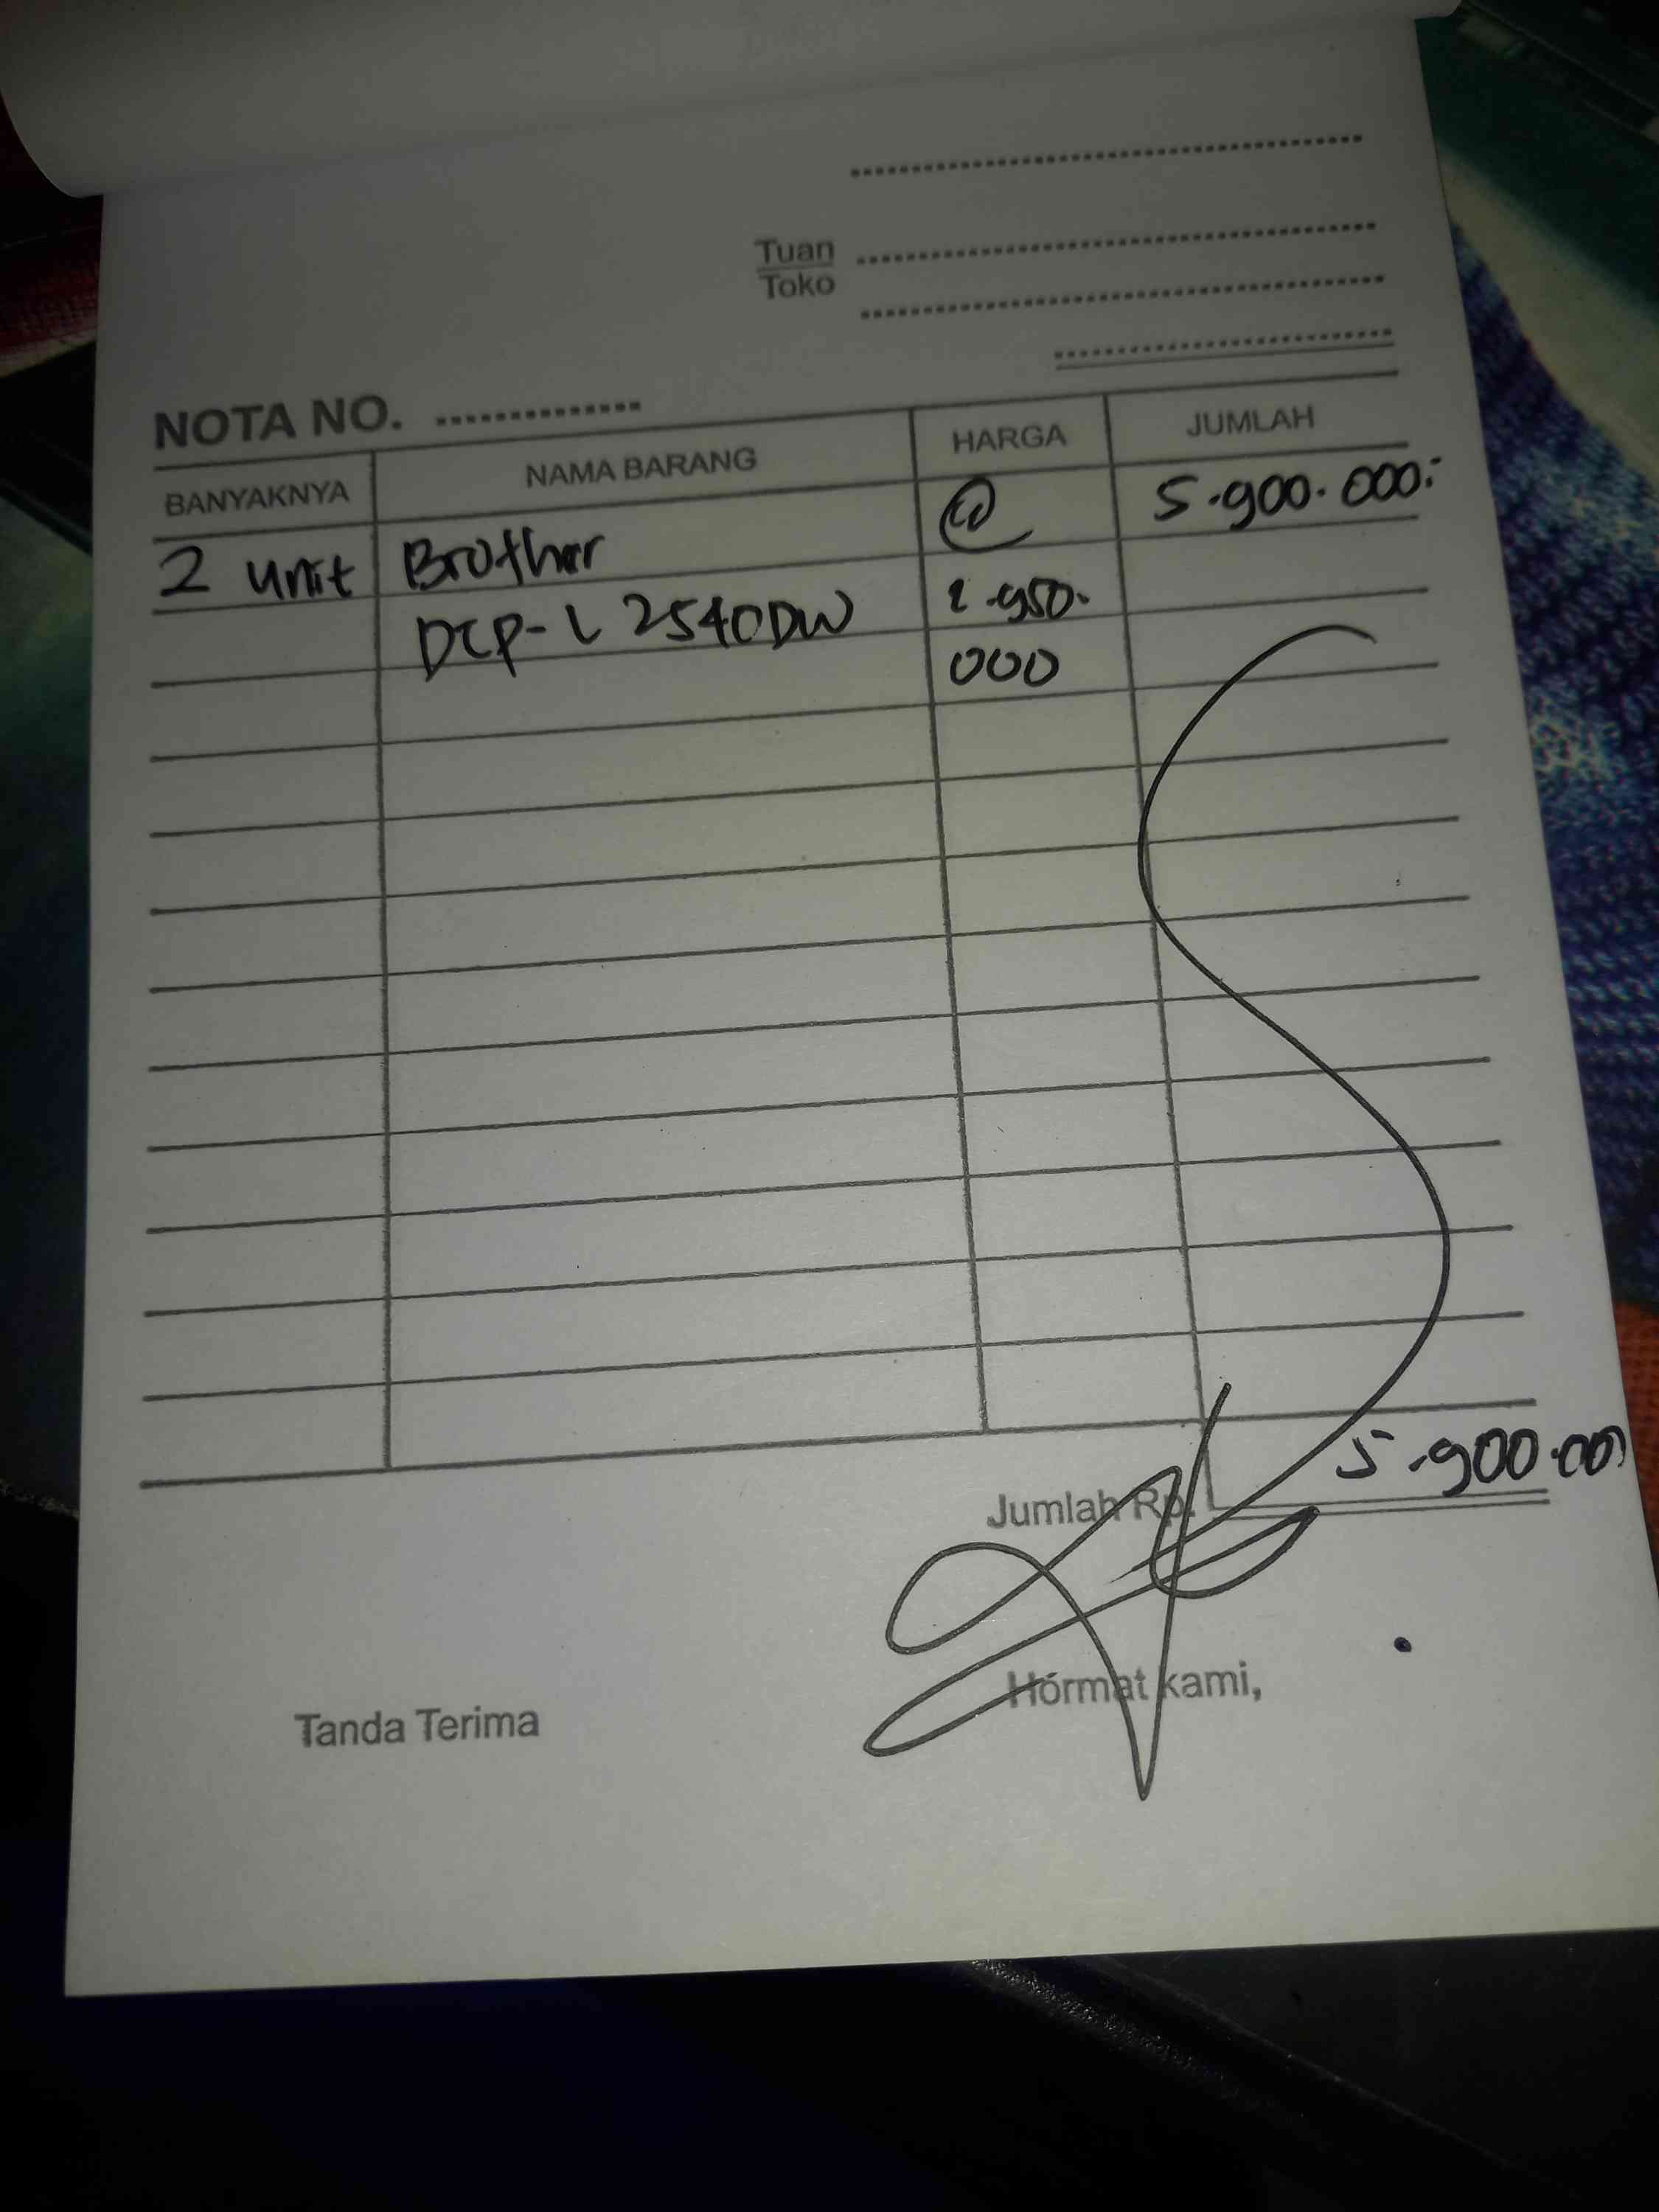 Tuan
Toko
NOTA NO. ...............
BANYAKNYA NAMA BARANG HARGA JUMLAH
2 unit Brother @ 5.900.000:
DCP-L 2540DW 2.950.
000
Jumlah Rp. 5.900.000
Tanda Terima Hormat kami,